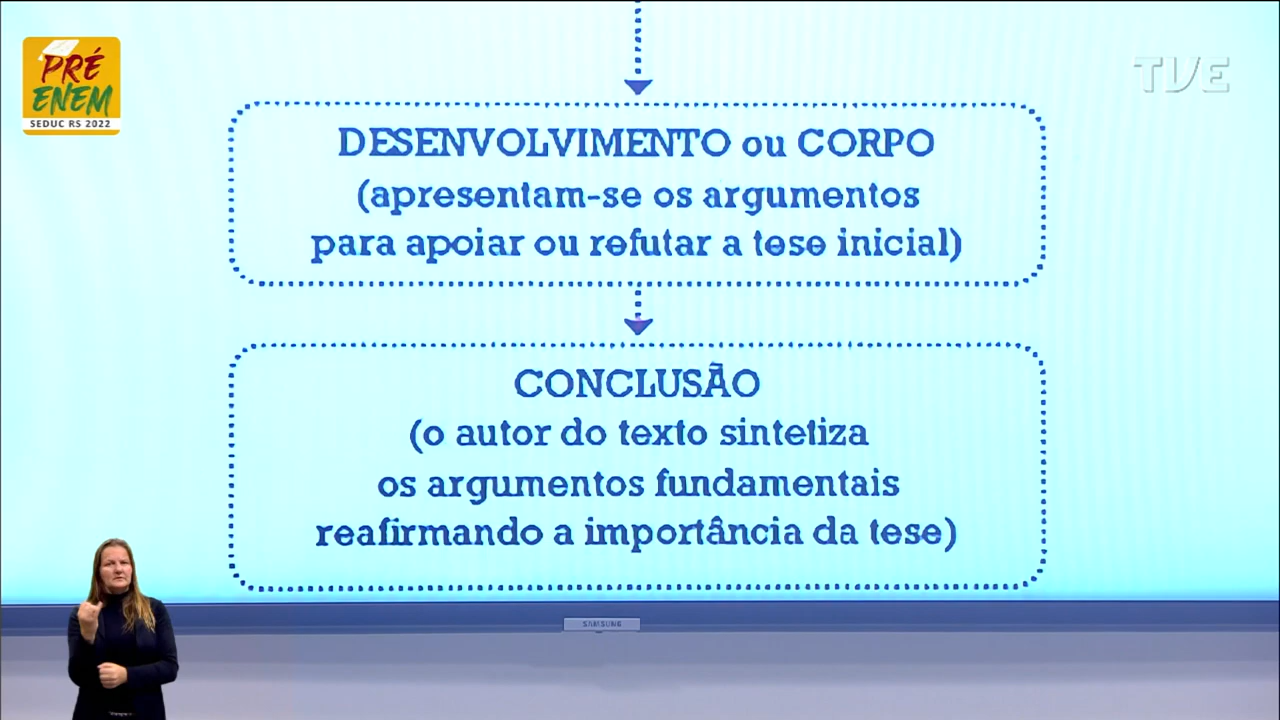 PRÉ
ENEM
SEDUC RS 2022
TVE
DESENVOLVIMENTO ou CORPO
(apresentam-se os argumentos
para apoiar ou refutar a tese inicial)
CONCLUSÃO
(o autor do texto sintetiza
os argumentos fundamentais
reafirmando a importância da tese)
SAMSUNG